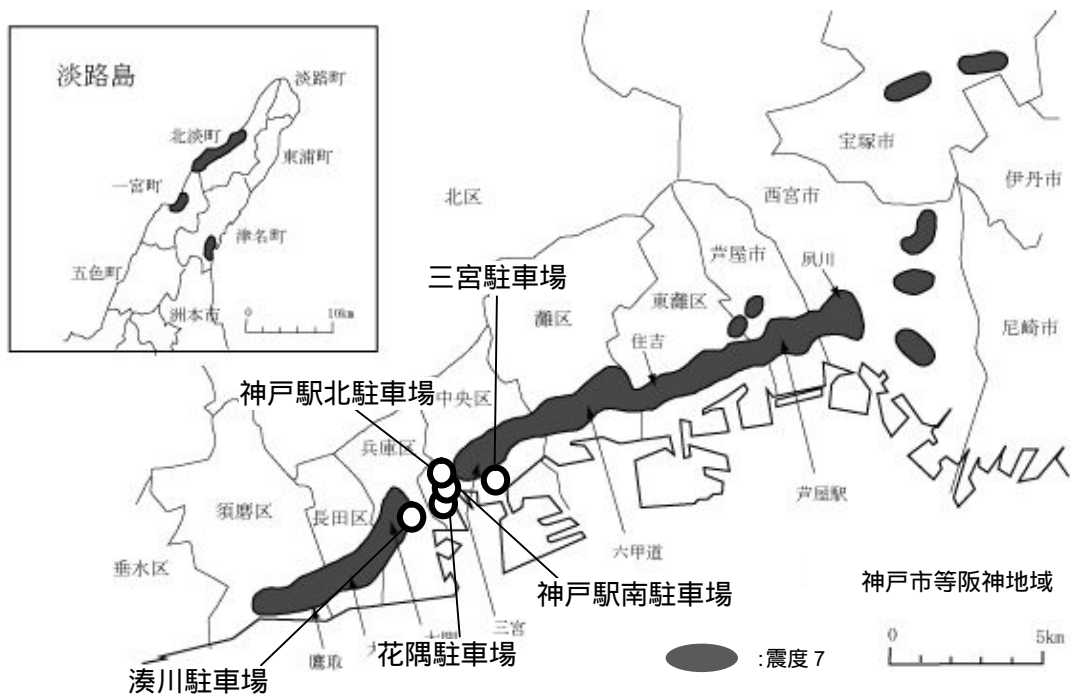 淡路島
淡路町
北淡町
東浦町
一宮町
津名町
五色町
洲本市
0
10km
宝塚市
伊丹市
西宮市
北区
芦屋市
夙川
三宮駐車場
東灘区
灘区
尼崎市
住吉
神戸駅北駐車場
中央区
兵庫区
須磨区
長田区
芦屋駅
六甲道
垂水区
神戸市等阪神地域
神戸駅南駐車場
三宮
花隈駐車場
鷹取
湊川駐車場
:震度７
0
5km